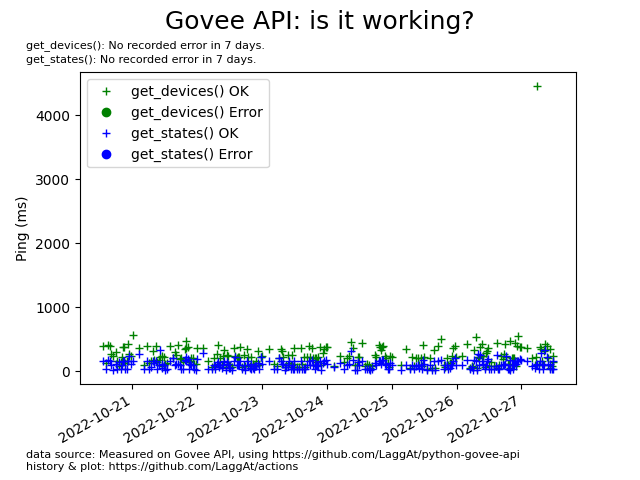 Govee API: is it working?
get_devices(): No recorded error in 7 days.
get_states(): No recorded error in 7 days.
get_devices() OK
get_devices() Error
get_states() OK
get_states() Error
Ping (ms)
4000
3000
2000
1000
0
2022-10-21
2022-10-22
2022-10-23
2022-10-24
2022-10-25
2022-10-26
2022-10-27
data source: Measured on Govee API, using https://github.com/LaggAt/python-govee-api
history & plot: https://github.com/LaggAt/actions